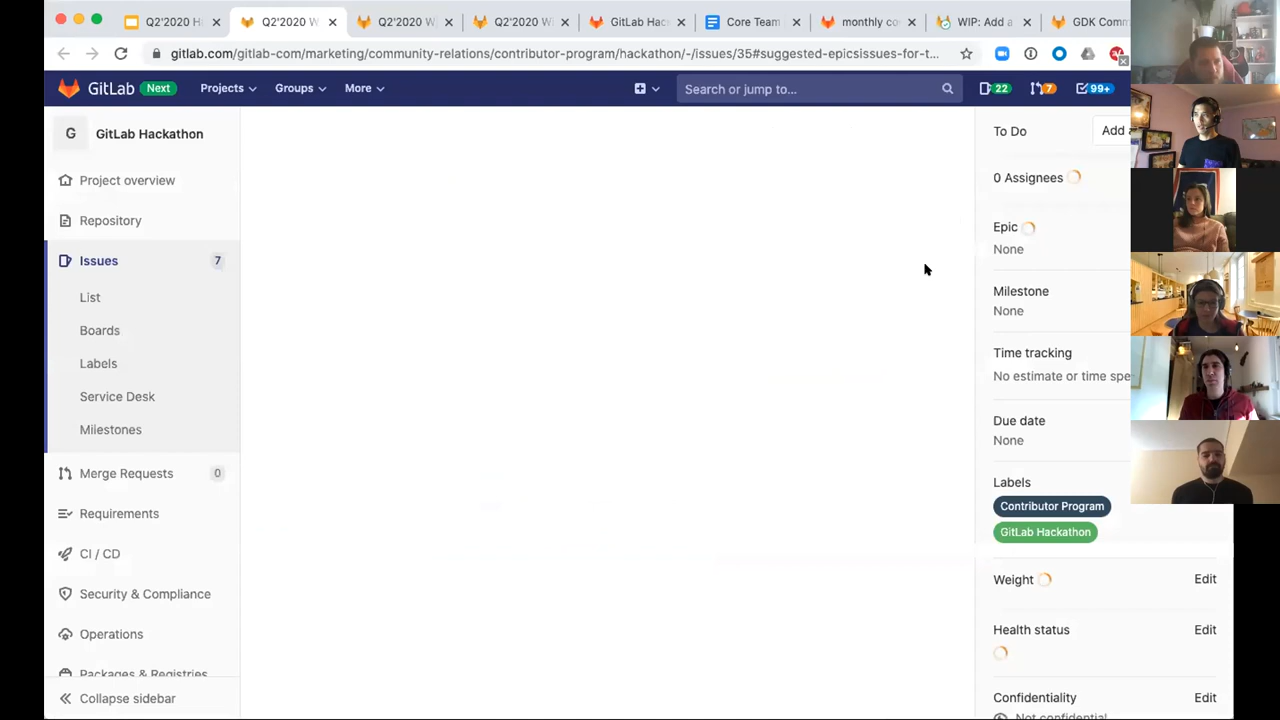 Q2'2020 H
Q2'2020 W
Q2'2020 W
Q2'2020 Wi
GitLab Hac
Core Team
monthly co
WIP: Add a
GDK Comm
gitlab.com/gitlab-com/marketing/community-relations/contributor-program/hackathon/-/issues/35#suggested-epicsissues-for-t...
GitLab Next Projects Groups More Search or jump to... 22 7 99+
G GitLab Hackathon
Project overview
Repository
Issues 7
List
Boards
Labels
Service Desk
Milestones
Merge Requests 0
Requirements
CI / CD
Security & Compliance
Operations
Packages & Registries
Collapse sidebar
To Do Add a
0 Assignees
Epic
None
Milestone
None
Time tracking
No estimate or time spe
Due date
None
Labels
Contributor Program
GitLab Hackathon
Weight Edit
Health status Edit
Confidentiality Edit
Not confidential